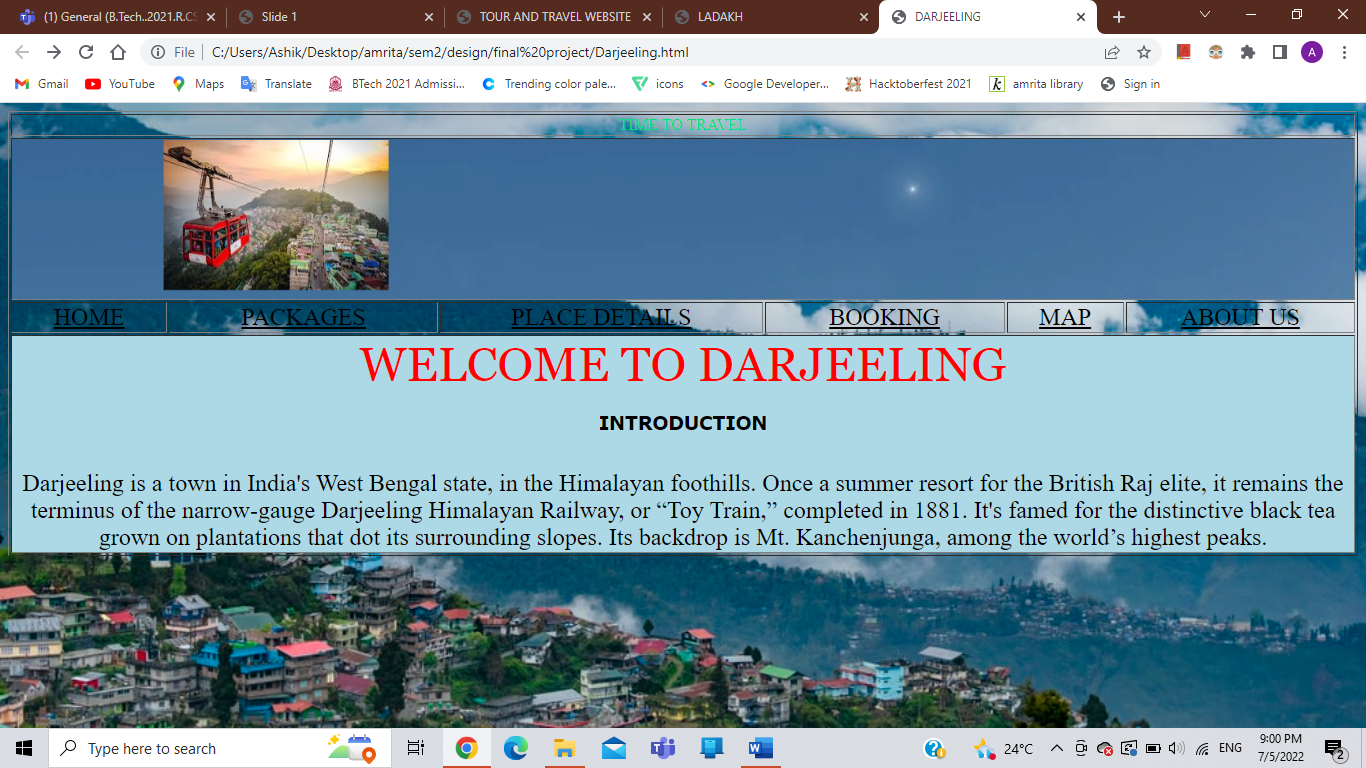 (1) General (B.Tech..2021.R.CS
Slide 1
TOUR AND TRAVEL WEBSITE
LADAKH
DARJEELING
File
C:/Users/Ashik/Desktop/amrita/sem2/design/final%20project/Darjeeling.html
A
Gmail
YouTube
Maps
Translate
BTech 2021 Admissi...
Trending color pale...
icons
Google Developer...
Hacktoberfest 2021
k
amrita library
Sign in
TIME TO TRAVEL
HOME
PACKAGES
PLACE DETAILS
BOOKING
MAP
ABOUT US
WELCOME TO DARJEELING
INTRODUCTION
Darjeeling is a town in India's West Bengal state, in the Himalayan foothills. Once a summer resort for the British Raj elite, it remains the
terminus of the narrow-gauge Darjeeling Himalayan Railway, or “Toy Train,” completed in 1881. It's famed for the distinctive black tea
grown on plantations that dot its surrounding slopes. Its backdrop is Mt. Kanchenjunga, among the world’s highest peaks.
Type here to search
24°C
ENG
9:00 PM
7/5/2022
2